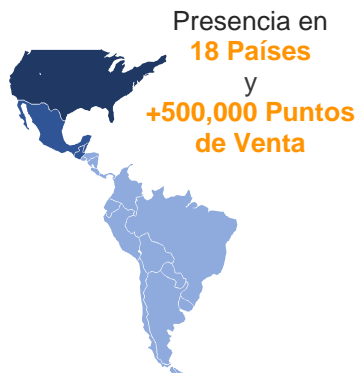 Presencia en
18 Países
y
+500,000 Puntos
de Venta